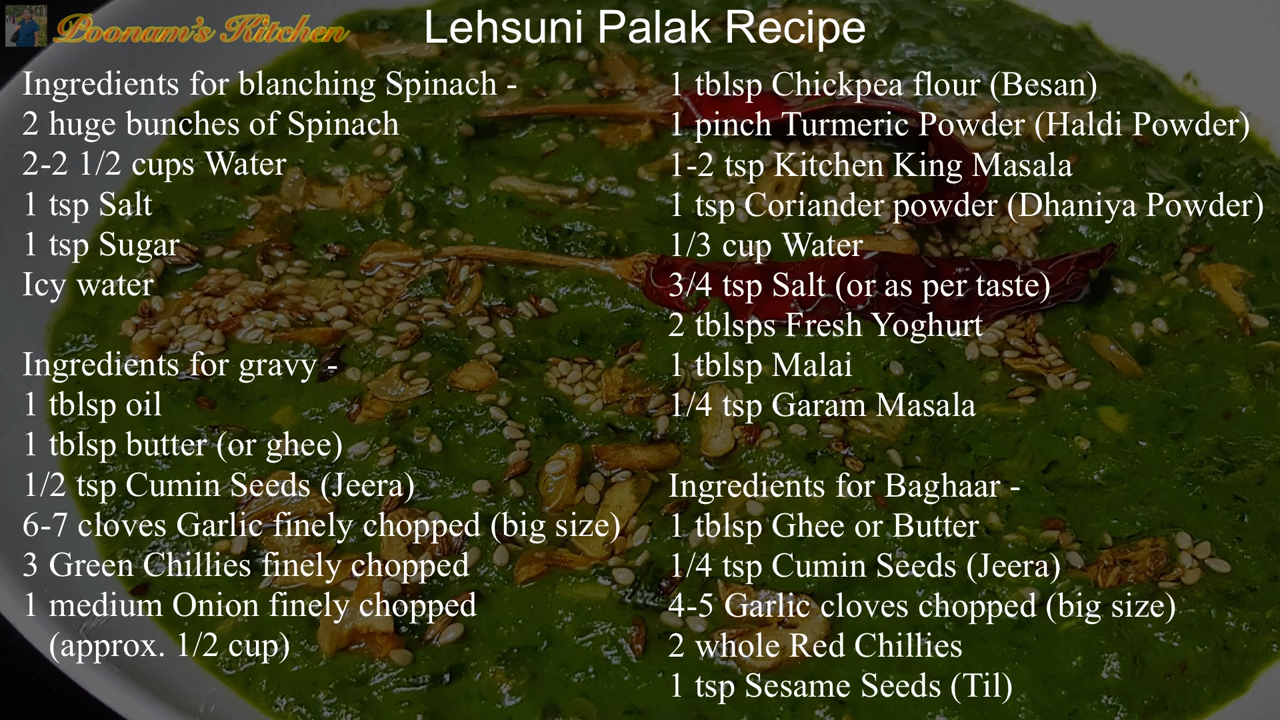 Poonam's Kitchen
Lehsuni Palak Recipe
Ingredients for blanching Spinach -
2 huge bunches of Spinach
2-2 1/2 cups Water
1 tsp Salt
1 tsp Sugar
Icy water
Ingredients for gravy -
1 tblsp oil
1 tblsp butter (or ghee)
1/2 tsp Cumin Seeds (Jeera)
6-7 cloves Garlic finely chopped (big size)
3 Green Chillies finely chopped
1 medium Onion finely chopped
(approx. 1/2 cup)
1 tblsp Chickpea flour (Besan)
1 pinch Turmeric Powder (Haldi Powder)
1-2 tsp Kitchen King Masala
1 tsp Coriander powder (Dhaniya Powder)
1/3 cup Water
3/4 tsp Salt (or as per taste)
2 tblsps Fresh Yoghurt
1 tblsp Malai
1/4 tsp Garam Masala
Ingredients for Baghaar -
1 tblsp Ghee or Butter
1/4 tsp Cumin Seeds (Jeera)
4-5 Garlic cloves chopped (big size)
2 whole Red Chillies
1 tsp Sesame Seeds (Til)